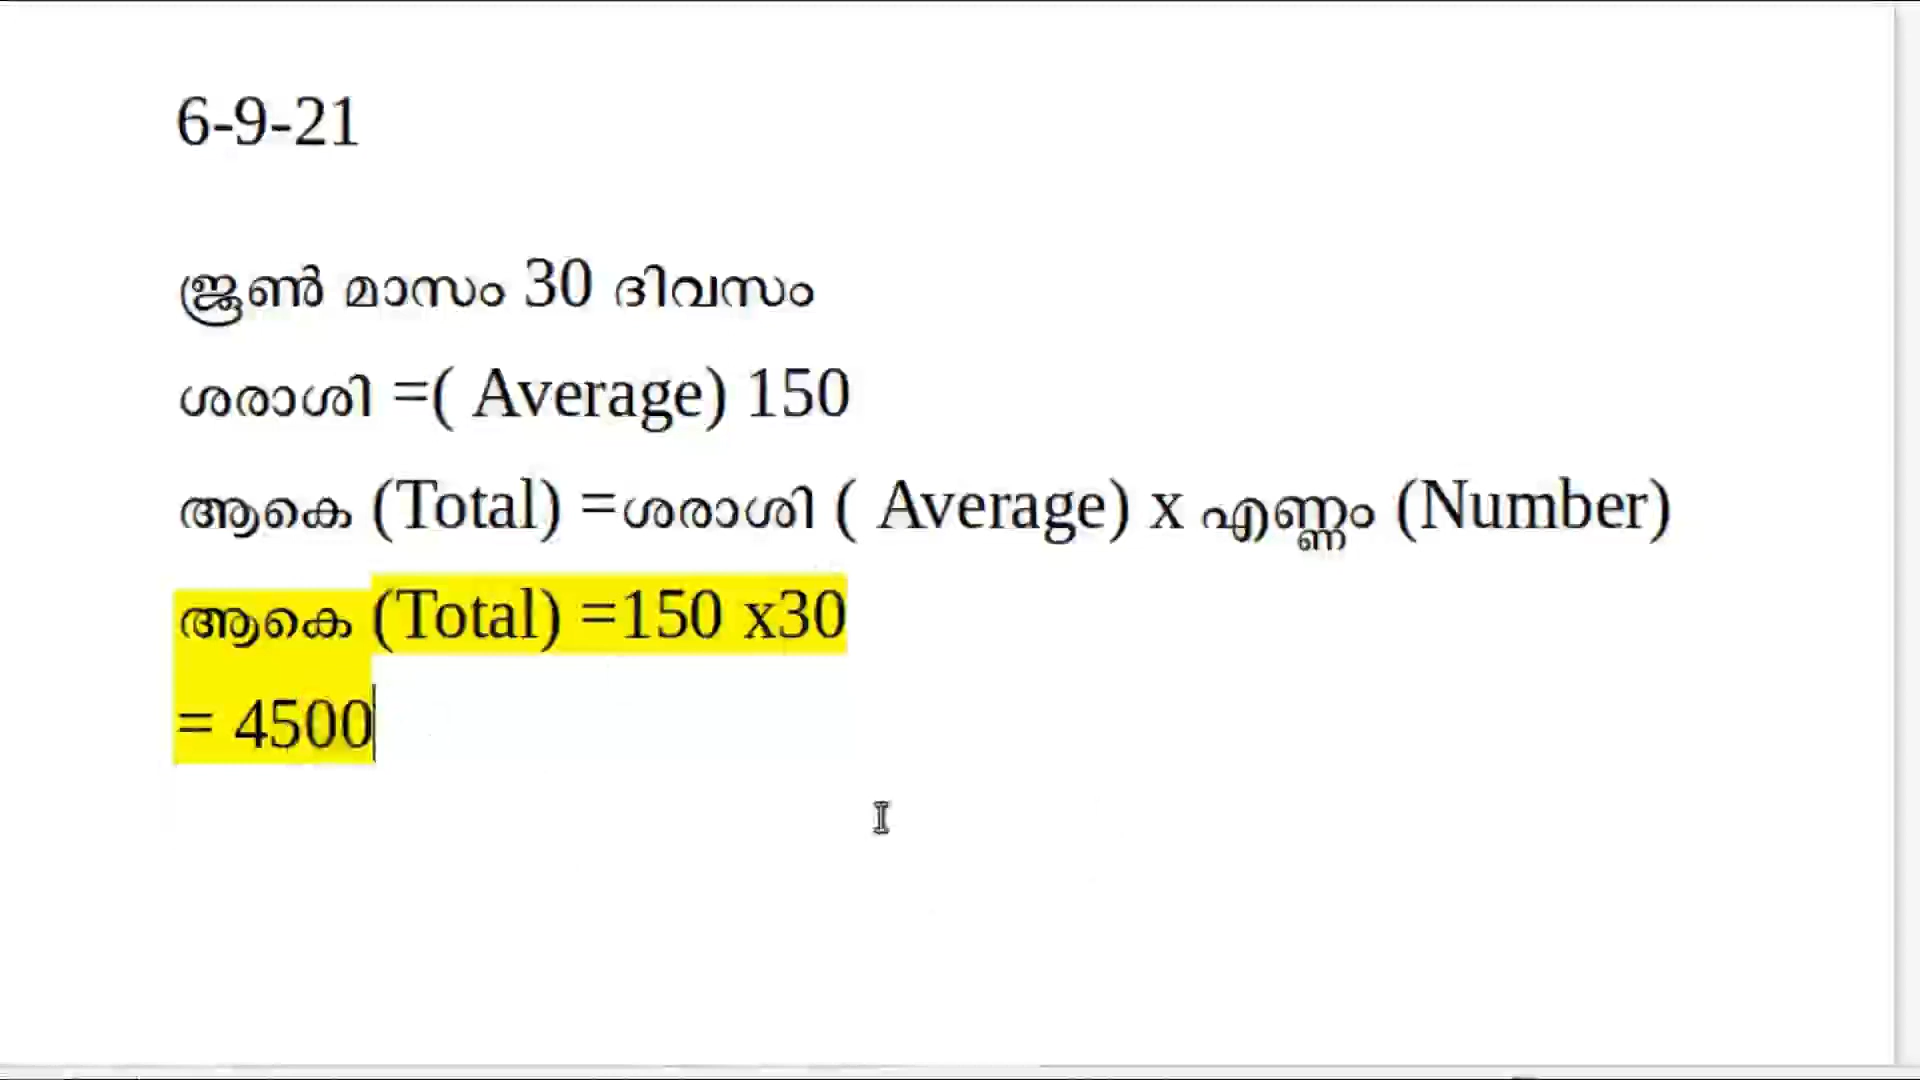 6-9-21
ജൂൺ മാസം 30 ദിവസം
ശരാശി =( Average) 150
ആകെ (Total) =ശരാശി ( Average) x എണ്ണം (Number)
ആകെ (Total) =150 x30
= 4500